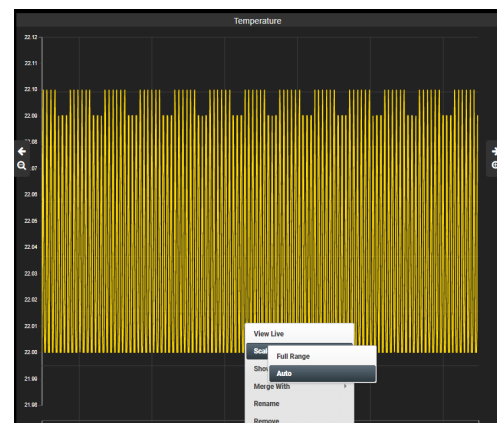 Temperature
22.12
22.11
22.10
22.09
22.08
22.07
22.06
22.05
22.04
22.03
22.02
22.01
22.00
21.99
21.98
View Live
Scal
Full Range
Auto
Sho
Merge With
Rename
Remove